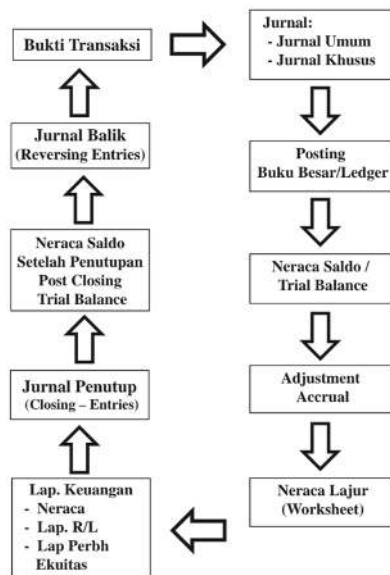 Bukti Transaksi
Jurnal:
- Jurnal Umum
- Jurnal Khusus
Posting
Buku Besar/Ledger
Neraca Saldo /
Trial Balance
Adjustment
Accrual
Neraca Lajur
(Worksheet)
Lap. Keuangan
- Neraca
- Lap. R/L
- Lap Perbh
Ekuitas
Jurnal Penutup
(Closing – Entries)
Neraca Saldo
Setelah Penutupan
Post Closing
Trial Balance
Jurnal Balik
(Reversing Entries)